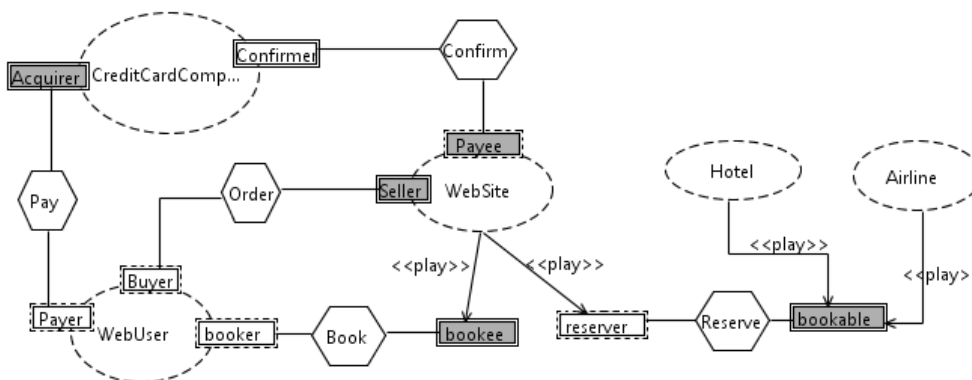 Confirmer
Confirm
Acquirer
CreditCardComp...
Payee
Hotel
Airline
Pay
Order
Seller
WebSite
<<play>>
<<play>>
<<play>>
<<play>
Buyer
Payer
WebUser
booker
Book
bookee
reserver
Reserve
bookable